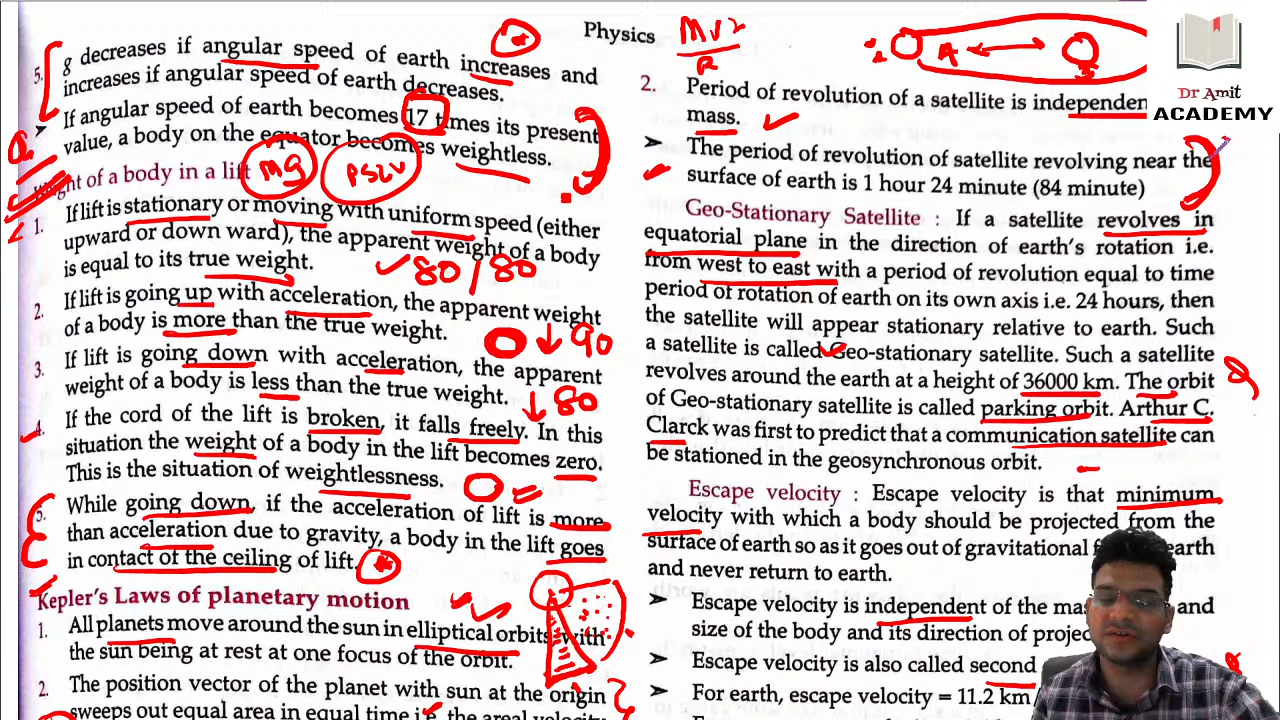 Physics
5. g decreases if angular speed of earth increases and
increases if angular speed of earth decreases.
➤ If angular speed of earth becomes 17 times its present
value, a body on the equator becomes weightless.
Weight of a body in a lift
mg
PSLV
1. If lift is stationary or moving with uniform speed (either
upward or down ward), the apparent weight of a body
is equal to its true weight.
80/80
2. If lift is going up with acceleration, the apparent weight
of a body is more than the true weight.
90
3. If lift is going down with acceleration, the apparent
weight of a body is less than the true weight.
80
4. If the cord of the lift is broken, it falls freely. In this
situation the weight of a body in the lift becomes zero.
This is the situation of weightlessness.
5. While going down, if the acceleration of lift is more
than acceleration due to gravity, a body in the lift goes
in contact of the ceiling of lift.
Kepler's Laws of planetary motion
1. All planets move around the sun in elliptical orbits with
the sun being at rest at one focus of the orbit.
2. The position vector of the planet with sun at the origin
sweeps out equal area in equal time i.e. the areal velocity
MV2
R
A
2. Period of revolution of a satellite is independen
mass.
➤ The period of revolution of satellite revolving near the
surface of earth is 1 hour 24 minute (84 minute)
Geo-Stationary Satellite : If a satellite revolves in
equatorial plane in the direction of earth's rotation i.e.
from west to east with a period of revolution equal to time
period of rotation of earth on its own axis i.e. 24 hours, then
the satellite will appear stationary relative to earth. Such
a satellite is called Geo-stationary satellite. Such a satellite
revolves around the earth at a height of 36000 km. The orbit
of Geo-stationary satellite is called parking orbit. Arthur C.
Clarck was first to predict that a communication satellite can
be stationed in the geosynchronous orbit.
Escape velocity : Escape velocity is that minimum
velocity with which a body should be projected from the
surface of earth so as it goes out of gravitational f earth
and never return to earth.
➤ Escape velocity is independent of the mas and
size of the body and its direction of projec
➤ Escape velocity is also called second
➤ For earth, escape velocity = 11.2 km/
Dr Amit
ACADEMY